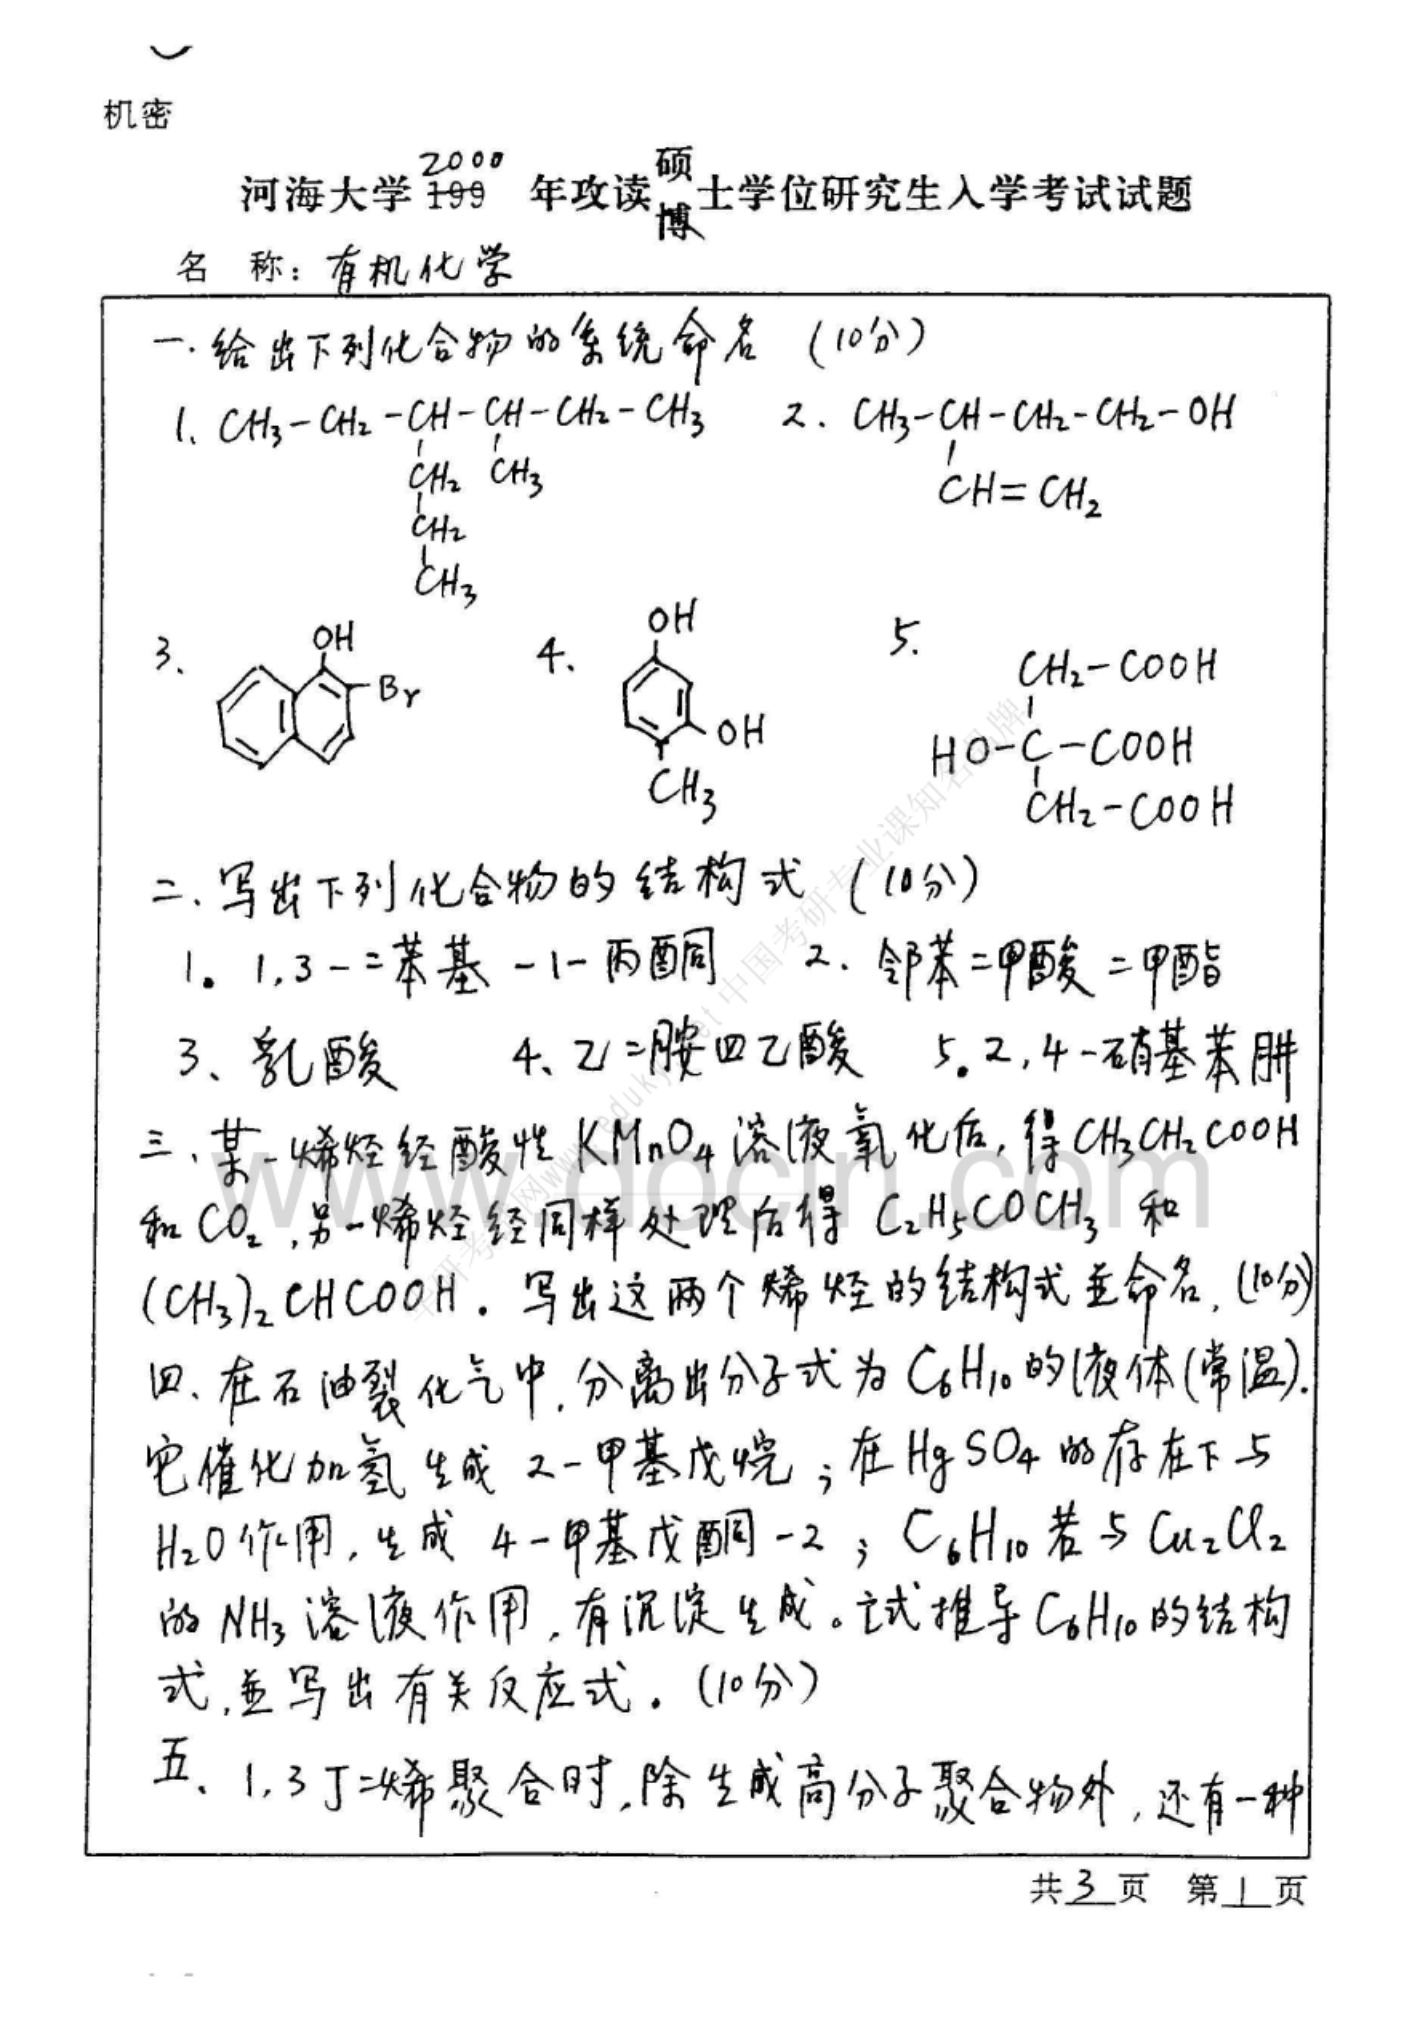 机密
河海大学 2000 199 年攻读硕博士学位研究生入学考试试题
名 称: 有机化学
一. 给出下列化合物的系统命名 (10分)
1. CH3-CH2-CH-CH-CH2-CH3 2. CH3-CH-CH2-CH2-OH
CH2 CH3 CH=CH2
CH2
CH3
3. OH Br 4. OH OH CH3 5. CH2-COOH
HO-C-COOH
CH2-COOH
二、写出下列化合物的结构式 (10分)
1. 1,3-二苯基-1-丙酮 2. 邻苯二甲酸二甲酯
3、乳酸 4、乙二胺四乙酸 5. 2,4-硝基苯肼
三、某一烯烃经酸性KMnO4溶液氧化后,得CH3CH2COOH
和CO2,另一烯烃经同样处理后得 C2H5COCH3 和
(CH3)2CHCOOH. 写出这两个烯烃的结构式并命名. (10分)
四、在石油裂化气中,分离出分子式为C6H10的液体(常温).
它催化加氢生成 2-甲基戊烷;在HgSO4的存在下与
H2O作用,生成 4-甲基戊酮-2;C6H10若与Cu2Cl2
的NH3溶液作用,有沉淀生成。试推导C6H10的结构
式,並写出有关反应式. (10分)
五、1,3丁二烯聚合时,除生成高分子聚合物外,还有一种
共3页 第1页
www.docin.com